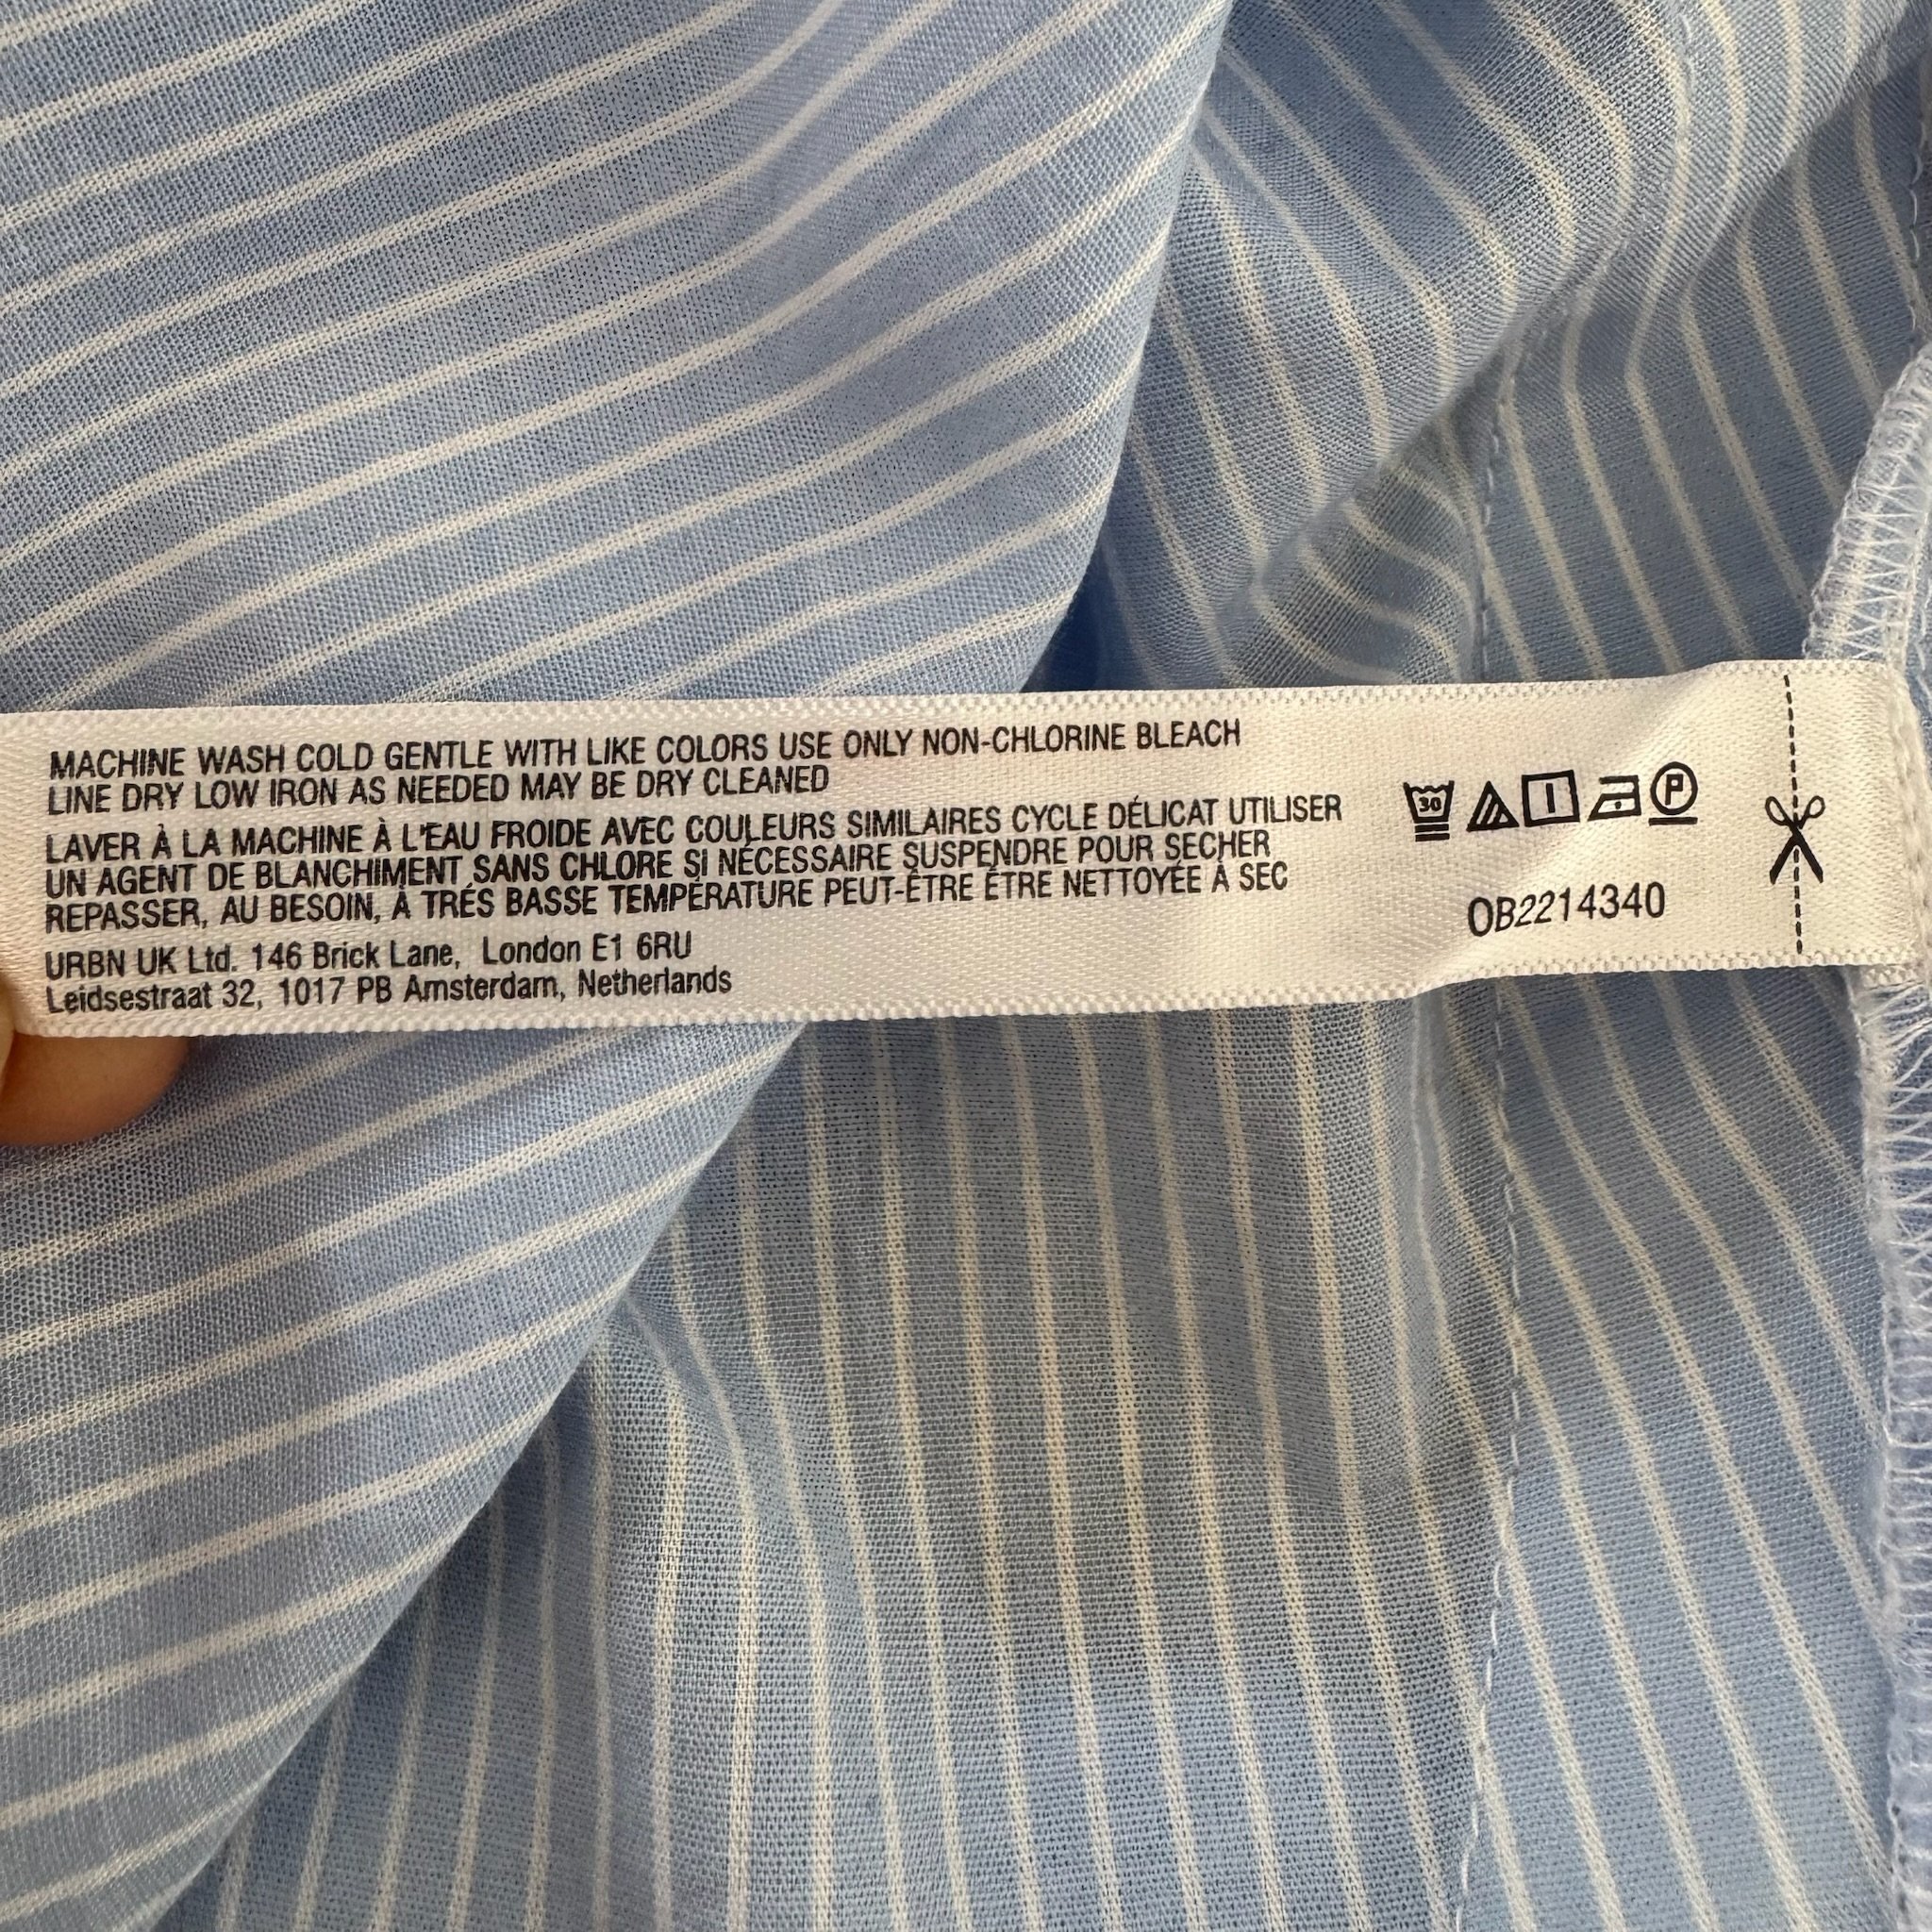 MACHINE WASH COLD GENTLE WITH LIKE COLORS USE ONLY NON-CHLORINE BLEACH
LINE DRY LOW IRON AS NEEDED MAY BE DRY CLEANED
LAVER À LA MACHINE À L'EAU FROIDE AVEC COULEURS SIMILAIRES CYCLE DÉLICAT UTILISER
UN AGENT DE BLANCHIMENT SANS CHLORE SI NÉCESSAIRE SUSPENDRE POUR SECHER
REPASSER, AU BESOIN, À TRÉS BASSE TEMPÉRATURE PEUT-ÊTRE ÊTRE NETTOYÉE À SEC
URBN UK Ltd. 146 Brick Lane, London E1 6RU
Leidsestraat 32, 1017 PB Amsterdam, Netherlands
30 P
OB2214340